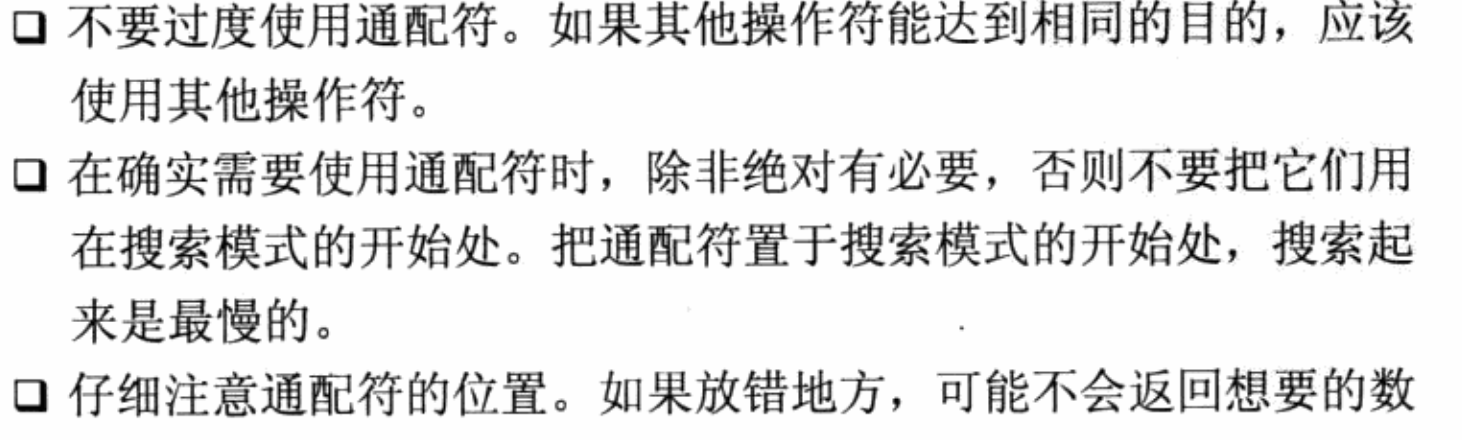 ❑ 不要过度使用通配符。如果其他操作符能达到相同的目的，应该
使用其他操作符。
❑ 在确实需要使用通配符时，除非绝对有必要，否则不要把它们用
在搜索模式的开始处。把通配符置于搜索模式的开始处，搜索起
来是最慢的。
❑ 仔细注意通配符的位置。如果放错地方，可能不会返回想要的数